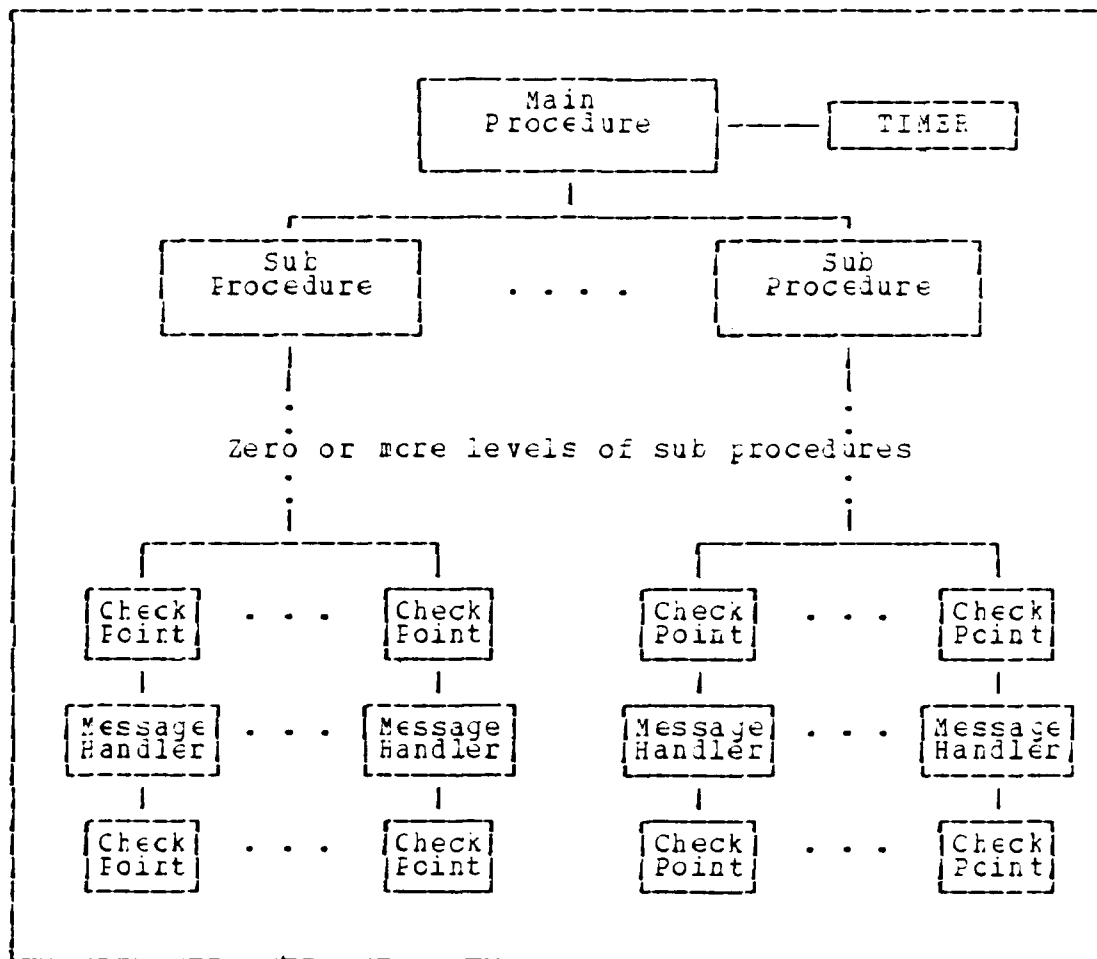 Main
Procedure
TIMER
Sub
Procedure
. . . .
Sub
Procedure
Zero or more levels of sub procedures
Check
Point
. . .
Check
Point
Check
Point
. . .
Check
Point
Message
Handler
. . .
Message
Handler
Message
Handler
. . .
Message
Handler
Check
Point
. . .
Check
Point
Check
Point
. . .
Check
Point